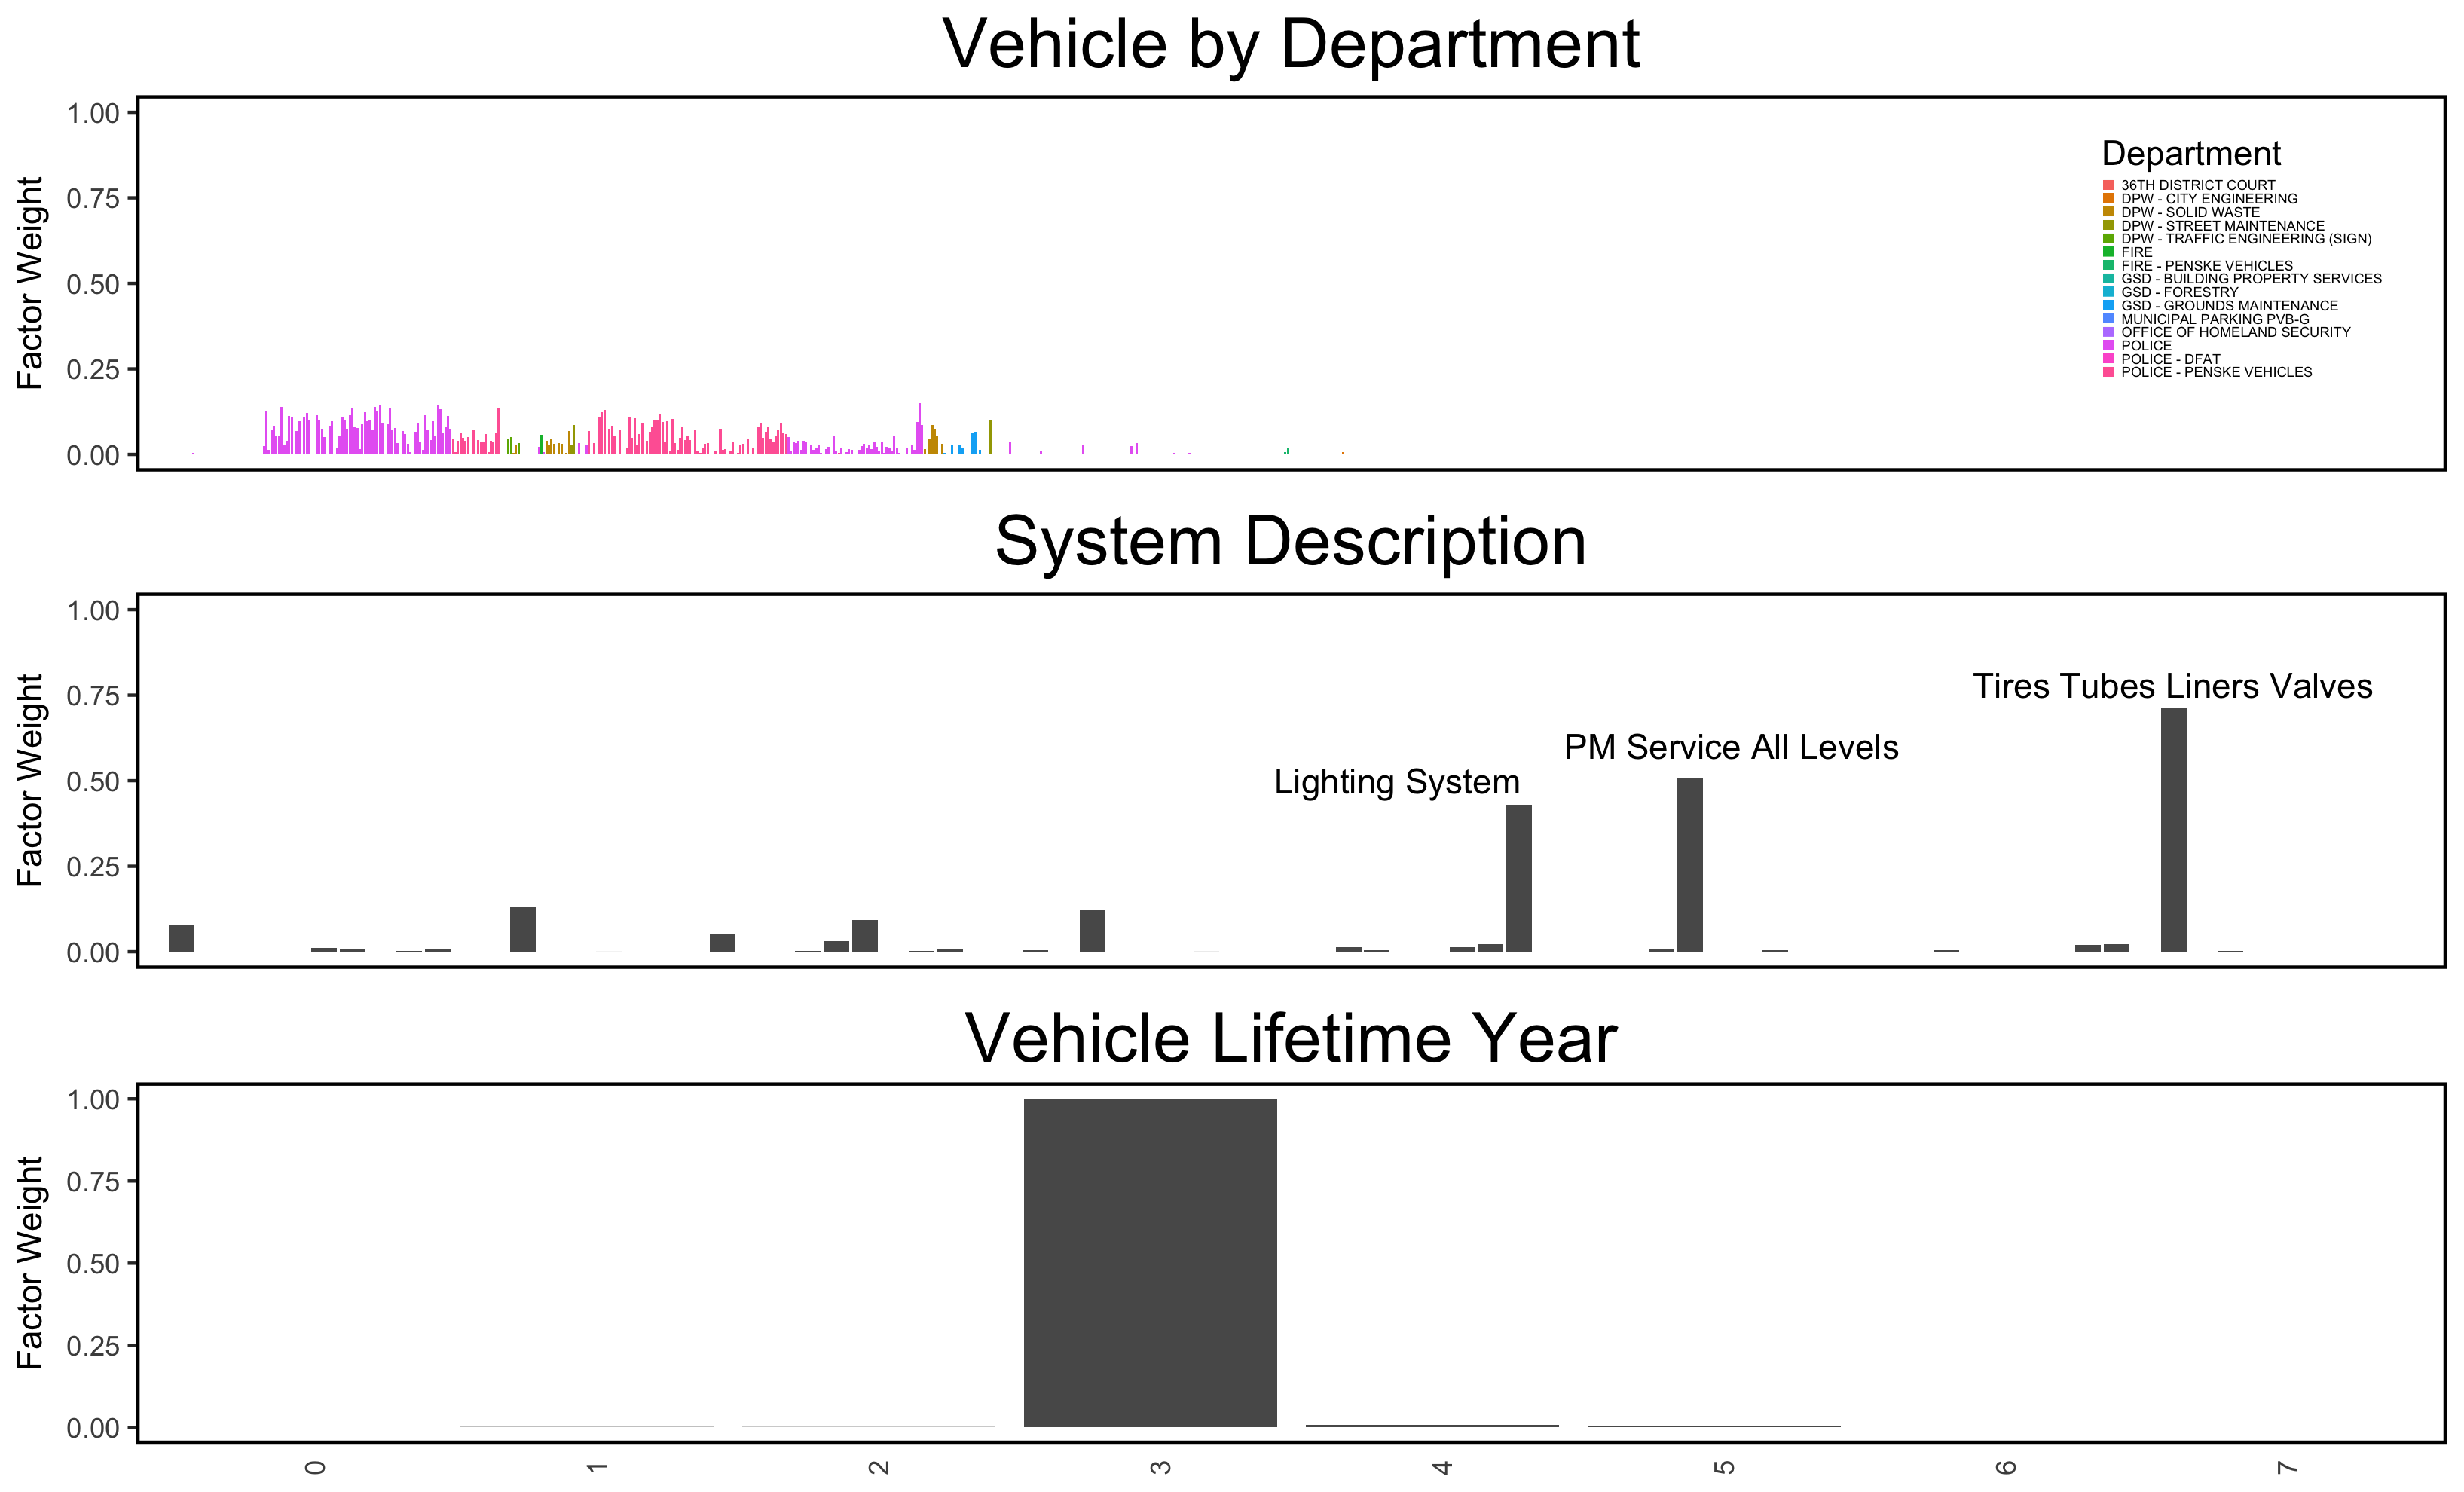 Vehicle by Department
Factor Weight
1.00
0.75
0.50
0.25
0.00
Department
36TH DISTRICT COURT
DPW - CITY ENGINEERING
DPW - SOLID WASTE
DPW - STREET MAINTENANCE
DPW - TRAFFIC ENGINEERING (SIGN)
FIRE
FIRE - PENSKE VEHICLES
GSD - BUILDING PROPERTY SERVICES
GSD - FORESTRY
GSD - GROUNDS MAINTENANCE
MUNICIPAL PARKING PVB-G
OFFICE OF HOMELAND SECURITY
POLICE
POLICE - DFAT
POLICE - PENSKE VEHICLES
System Description
Factor Weight
1.00
0.75
0.50
0.25
0.00
Lighting System
PM Service All Levels
Tires Tubes Liners Valves
Vehicle Lifetime Year
Factor Weight
1.00
0.75
0.50
0.25
0.00
0 1 2 3 4 5 6 7